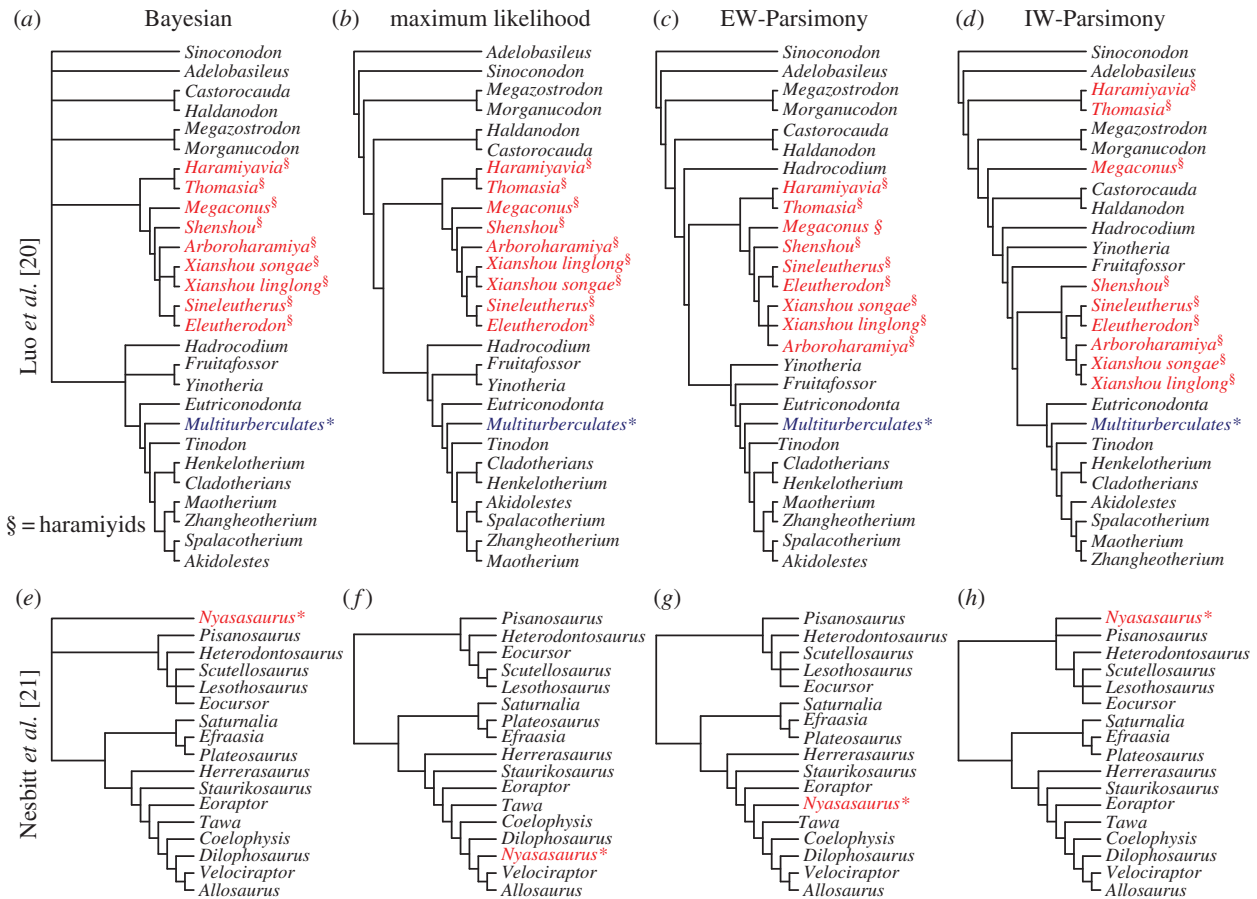 (a) Bayesian
(b) maximum likelihood
(c) EW-Parsimony
(d) IW-Parsimony
Luo et al. [20]
Sinoconodon
Adelobasileus
Castorocauda
Haldanodon
Megazostrodon
Morganucodon
Haramiyavia§
Thomasia§
Megaconus§
Shenshou§
Arboroharamiya§
Xianshou songae§
Xianshou linglong§
Sineleutherus§
Eleutherodon§
Hadrocodium
Fruitafossor
Yinotheria
Eutriconodonta
Multiturberculates*
Tinodon
Henkelotherium
Cladotherians
Maotherium
Zhangheotherium
Spalacotherium
Akidolestes
§ = haramiyids
Adelobasileus
Sinoconodon
Megazostrodon
Morganucodon
Haldanodon
Castorocauda
Haramiyavia§
Thomasia§
Megaconus§
Shenshou§
Arboroharamiya§
Xianshou linglong§
Xianshou songae§
Sineleutherus§
Eleutherodon§
Hadrocodium
Fruitafossor
Yinotheria
Eutriconodonta
Multiturberculates*
Tinodon
Cladotherians
Henkelotherium
Akidolestes
Spalacotherium
Zhangheotherium
Maotherium
Sinoconodon
Adelobasileus
Megazostrodon
Morganucodon
Castorocauda
Haldanodon
Hadrocodium
Haramiyavia§
Thomasia§
Megaconus §
Shenshou§
Sineleutherus§
Eleutherodon§
Xianshou songae§
Xianshou linglong§
Arboroharamiya§
Yinotheria
Fruitafossor
Eutriconodonta
Multiturberculates*
Tinodon
Cladotherians
Henkelotherium
Maotherium
Zhangheotherium
Spalacotherium
Akidolestes
Sinoconodon
Adelobasileus
Haramiyavia§
Thomasia§
Megazostrodon
Morganucodon
Megaconus§
Castorocauda
Haldanodon
Hadrocodium
Yinotheria
Fruitafossor
Shenshou§
Sineleutherus§
Eleutherodon§
Arboroharamiya§
Xianshou songae§
Xianshou linglong§
Eutriconodonta
Multiturberculates*
Tinodon
Henkelotherium
Cladotherians
Akidolestes
Spalacotherium
Maotherium
Zhangheotherium
Nesbitt et al. [21]
(e)
Nyasasaurus*
Pisanosaurus
Heterodontosaurus
Scutellosaurus
Lesothosaurus
Eocursor
Saturnalia
Efraasia
Plateosaurus
Herrerasaurus
Staurikosaurus
Eoraptor
Tawa
Coelophysis
Dilophosaurus
Velociraptor
Allosaurus
(f)
Pisanosaurus
Heterodontosaurus
Eocursor
Scutellosaurus
Lesothosaurus
Saturnalia
Plateosaurus
Efraasia
Herrerasaurus
Staurikosaurus
Eoraptor
Tawa
Coelophysis
Dilophosaurus
Nyasasaurus*
Velociraptor
Allosaurus
(g)
Pisanosaurus
Heterodontosaurus
Scutellosaurus
Lesothosaurus
Eocursor
Saturnalia
Efraasia
Plateosaurus
Herrerasaurus
Staurikosaurus
Eoraptor
Nyasasaurus*
Tawa
Coelophysis
Dilophosaurus
Velociraptor
Allosaurus
(h)
Nyasasaurus*
Pisanosaurus
Heterodontosaurus
Scutellosaurus
Lesothosaurus
Eocursor
Saturnalia
Efraasia
Plateosaurus
Herrerasaurus
Staurikosaurus
Eoraptor
Tawa
Coelophysis
Dilophosaurus
Velociraptor
Allosaurus